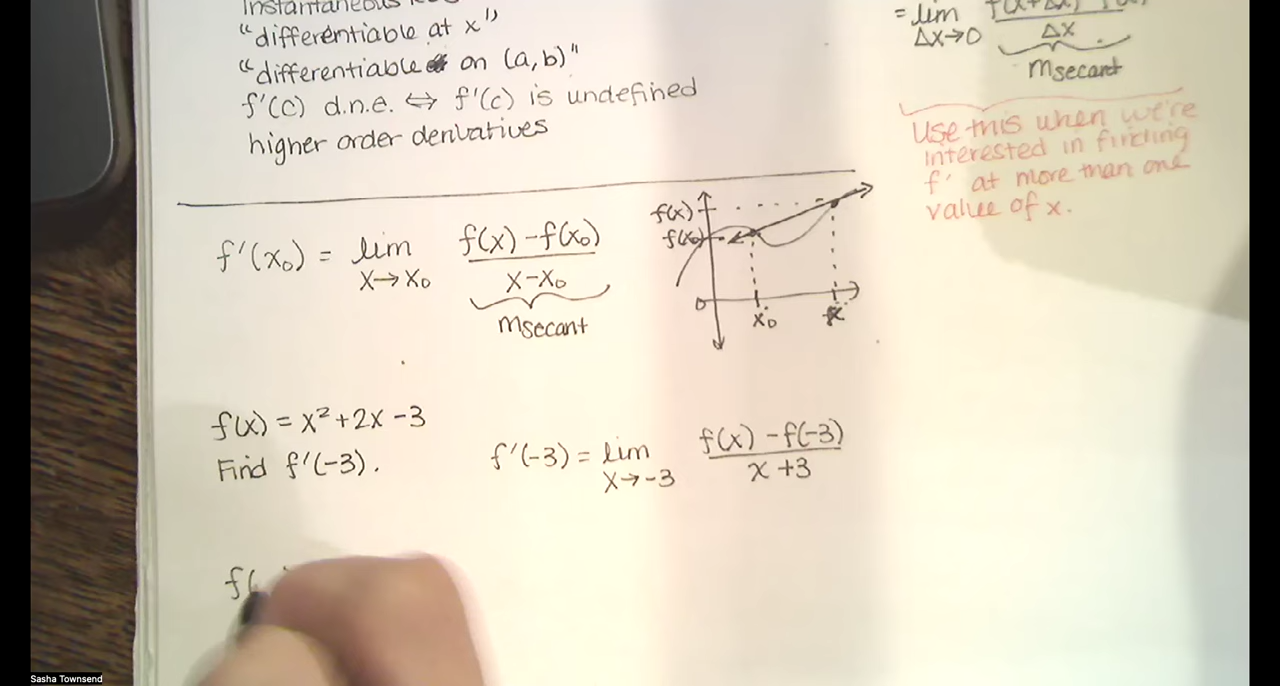 Instantaneous
"differentiable at x"
"differentiable on (a,b)"
f'(c) d.n.e. ⇔ f'(c) is undefined
higher order derivatives
= lim Δx→0 f(x+Δx) / Δx
msecant
Use this when we're
interested in finding
f' at more than one
value of x.
f'(x₀) = lim x→x₀ f(x)-f(x₀) / x-x₀
msecant
f(x)
f(x₀)
0 x₀ x
f(x) = x²+2x-3
Find f'(-3).
f'(-3) = lim x→-3 f(x)-f(-3) / x+3
f(
Sasha Townsend